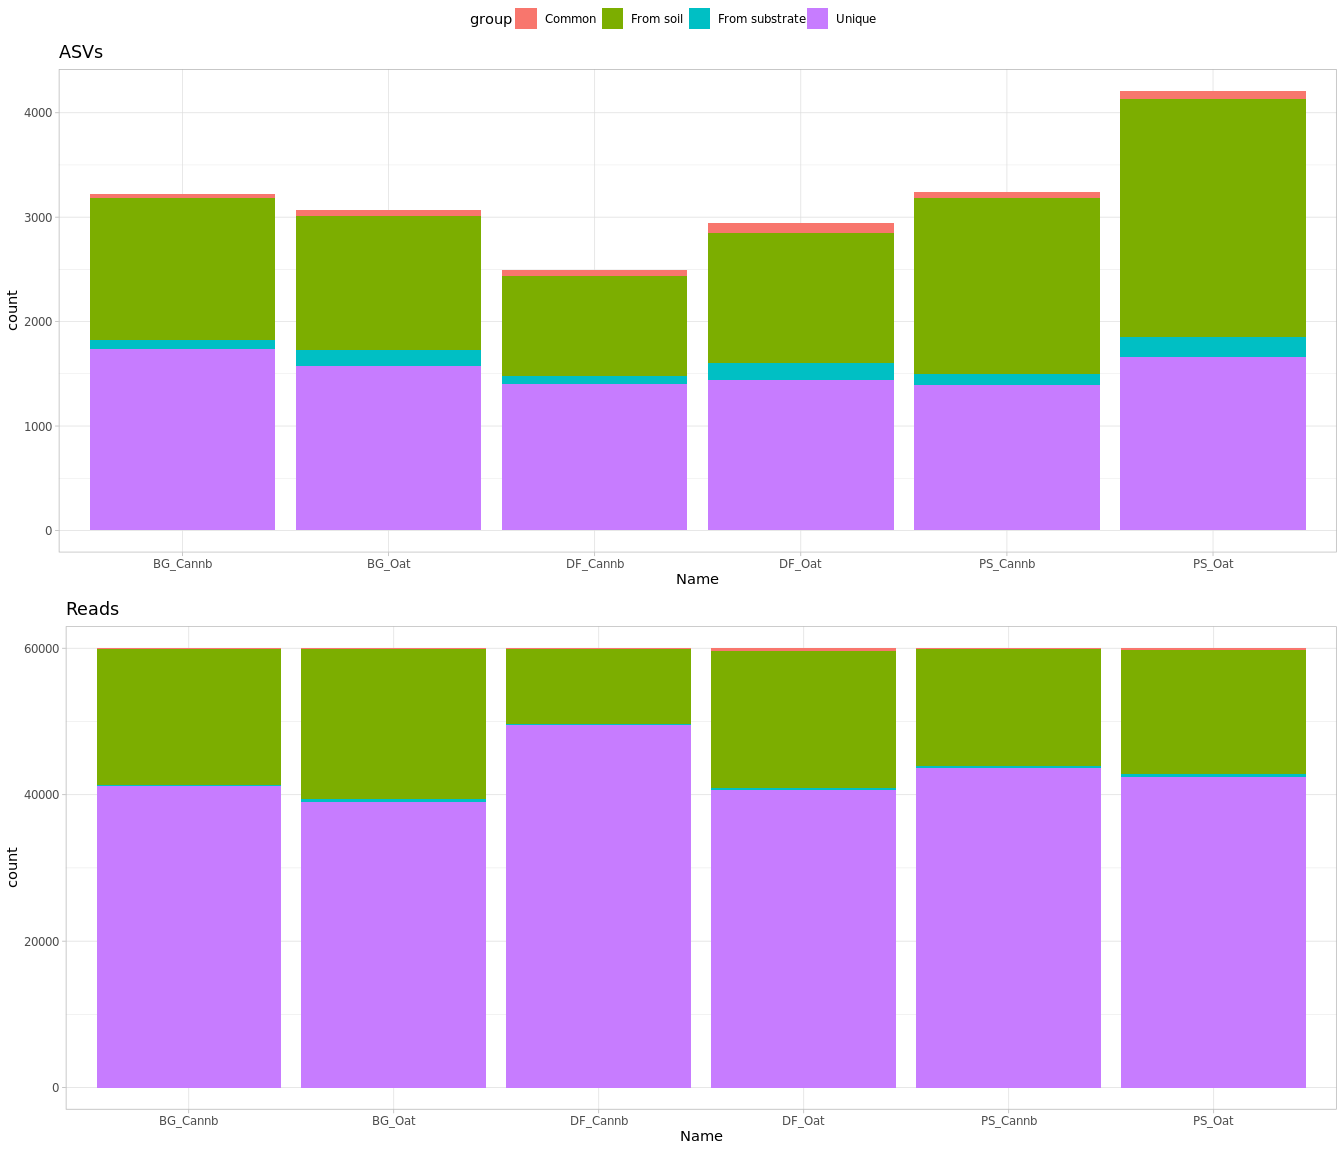 group Common From soil From substrate Unique
ASVs
4000
3000
2000
1000
0
count
BG_Cannb BG_Oat DF_Cannb DF_Oat PS_Cannb PS_Oat
Name
Reads
60000
40000
20000
0
count
BG_Cannb BG_Oat DF_Cannb DF_Oat PS_Cannb PS_Oat
Name